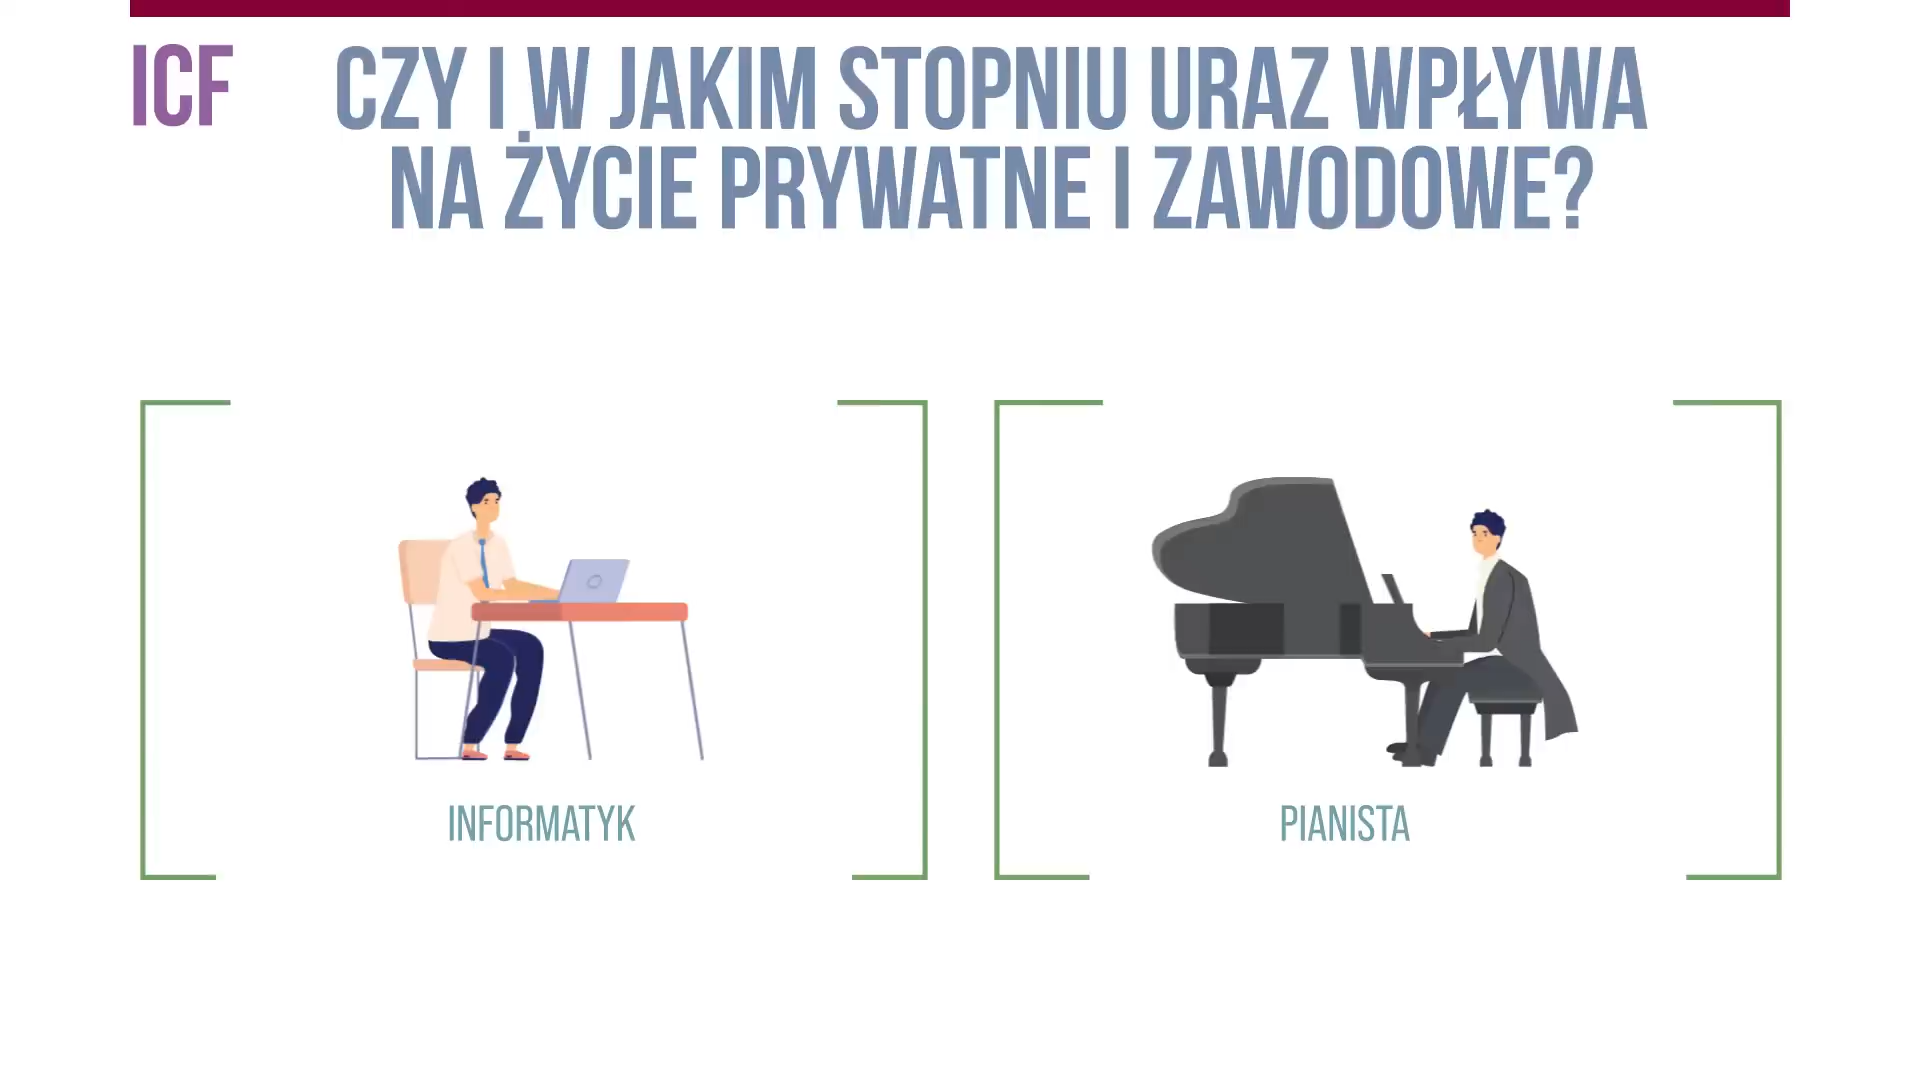 ICF
CZY I W JAKIM STOPNIU URAZ WPŁYWA
NA ŻYCIE PRYWATNE I ZAWODOWE?
INFORMATYK
PIANISTA